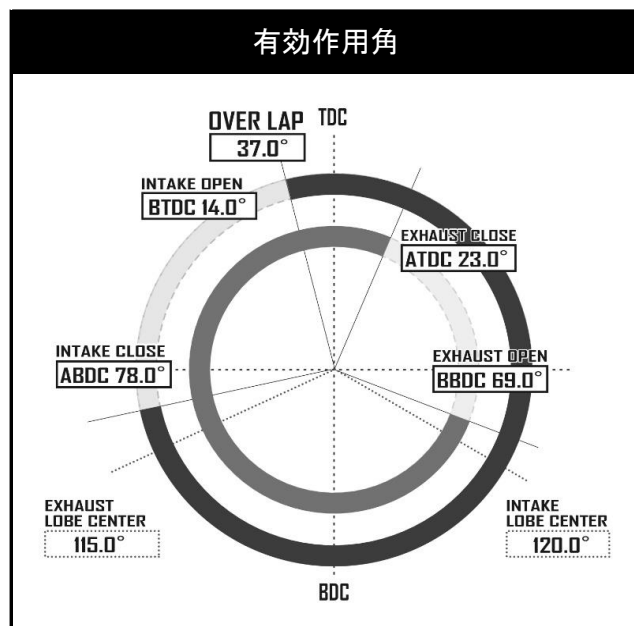 有効作用角
OVER LAP
37.0°
TDC
INTAKE OPEN
BTDC 14.0°
EXHAUST CLOSE
ATDC 23.0°
INTAKE CLOSE
ABDC 78.0°
EXHAUST OPEN
BBDC 69.0°
EXHAUST
LOBE CENTER
115.0°
INTAKE
LOBE CENTER
120.0°
BDC